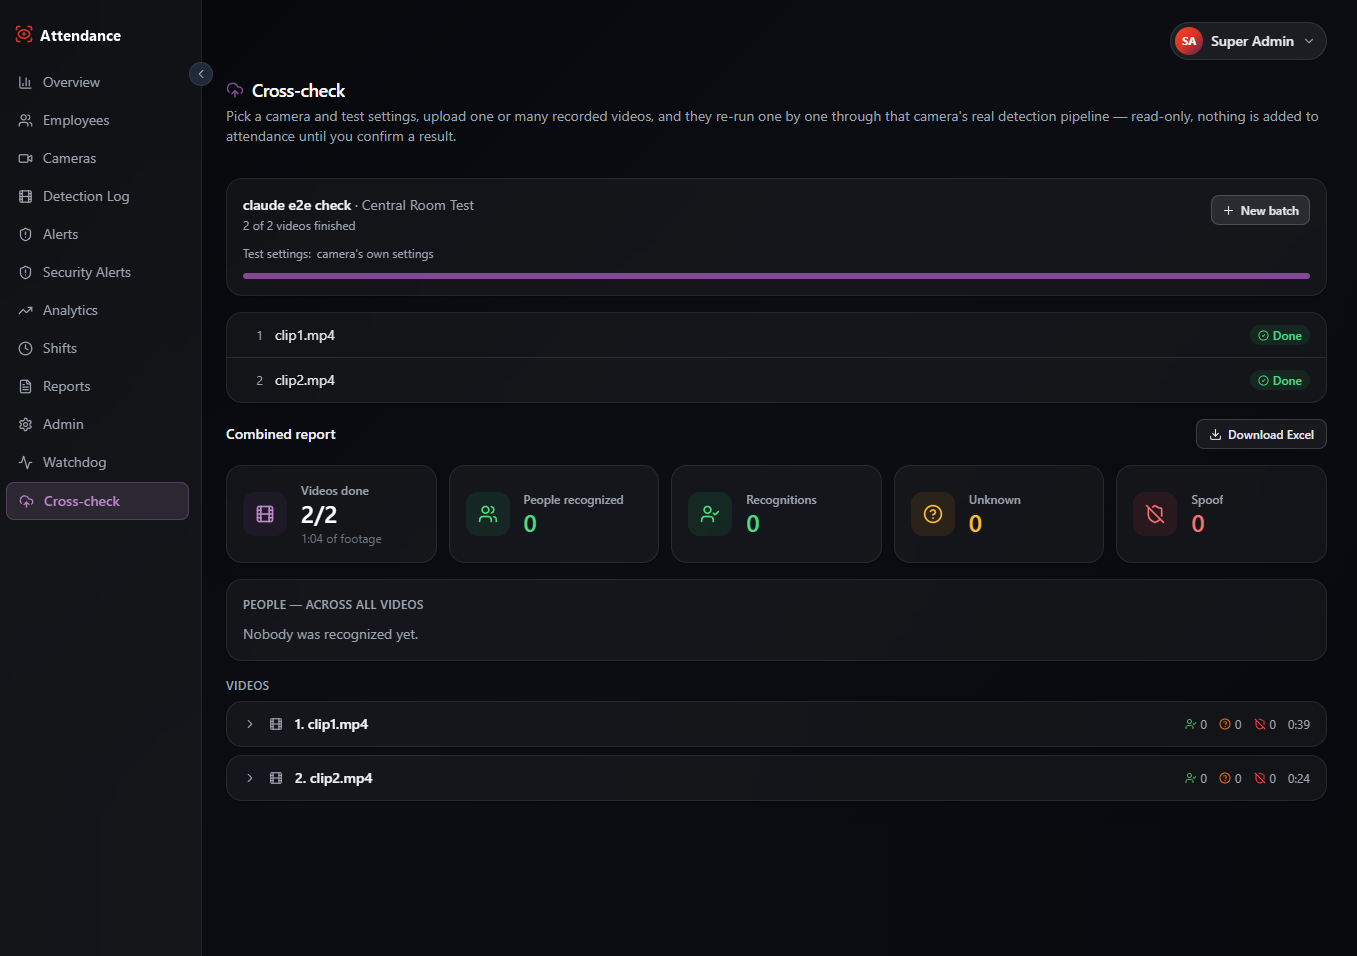 Attendance
Overview
Employees
Cameras
Detection Log
Alerts
Security Alerts
Analytics
Shifts
Reports
Admin
Watchdog
Cross-check
SA Super Admin
Cross-check
Pick a camera and test settings, upload one or many recorded videos, and they re-run one by one through that camera's real detection pipeline — read-only, nothing is added to
attendance until you confirm a result.
claude e2e check · Central Room Test
2 of 2 videos finished
New batch
Test settings: camera's own settings
1 clip1.mp4 Done
2 clip2.mp4 Done
Combined report
Download Excel
Videos done
2/2
1:04 of footage
People recognized
0
Recognitions
0
Unknown
0
Spoof
0
PEOPLE — ACROSS ALL VIDEOS
Nobody was recognized yet.
VIDEOS
1. clip1.mp4 0 0 0 0:39
2. clip2.mp4 0 0 0 0:24